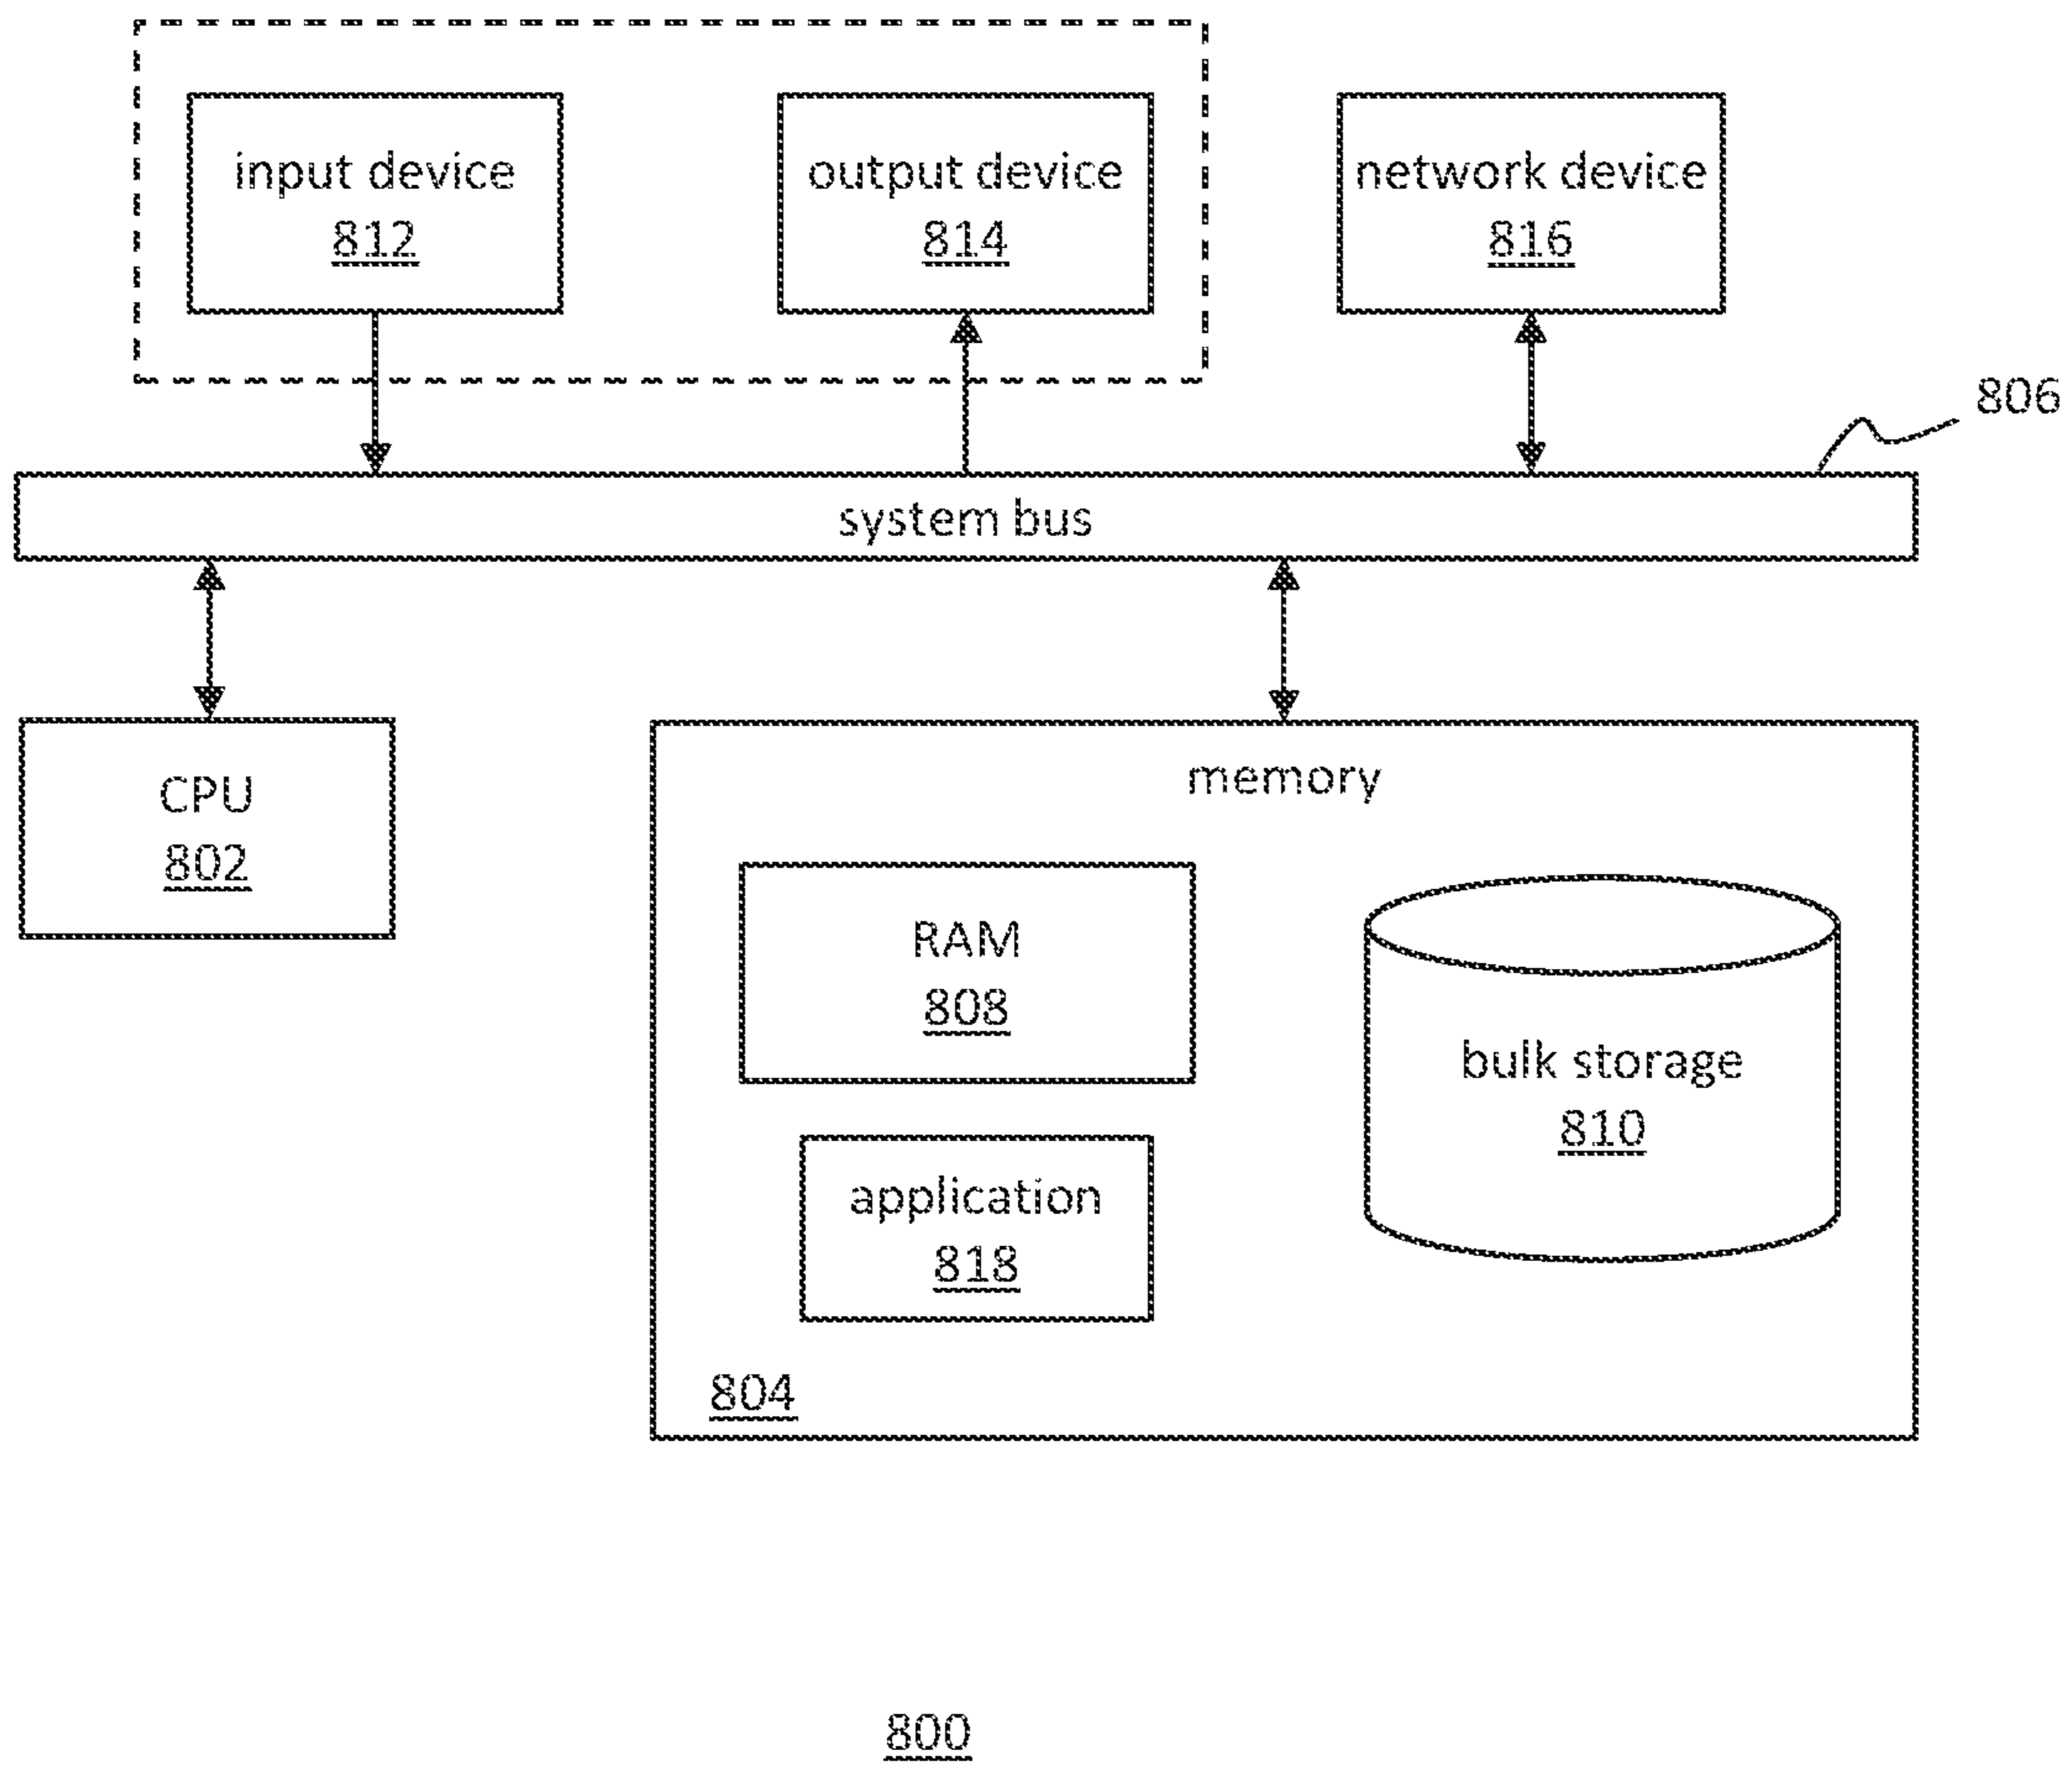 input device
812
output device
814
network device
816
806
system bus
CPU
802
memory
RAM
808
bulk storage
810
application
818
804
800